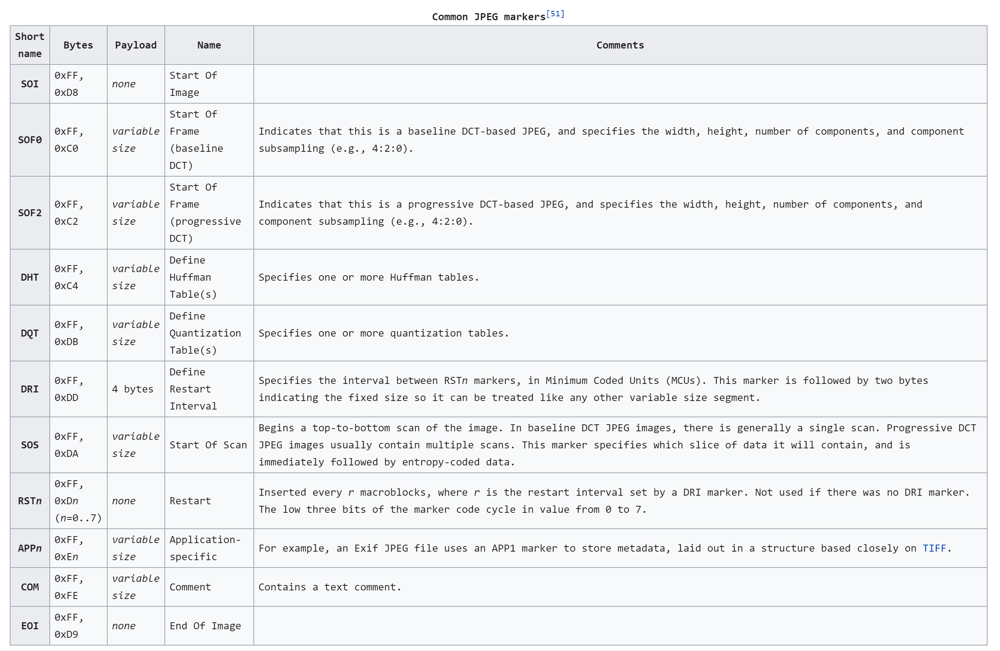 Common JPEG markers[51]
Short
name
Bytes
Payload
Name
Comments
SOI
0xFF,
0xD8
none
Start Of
Image
SOF0
0xFF,
0xC0
variable
size
Start Of
Frame
(baseline
DCT)
Indicates that this is a baseline DCT-based JPEG, and specifies the width, height, number of components, and component
subsampling (e.g., 4:2:0).
SOF2
0xFF,
0xC2
variable
size
Start Of
Frame
(progressive
DCT)
Indicates that this is a progressive DCT-based JPEG, and specifies the width, height, number of components, and
component subsampling (e.g., 4:2:0).
DHT
0xFF,
0xC4
variable
size
Define
Huffman
Table(s)
Specifies one or more Huffman tables.
DQT
0xFF,
0xDB
variable
size
Define
Quantization
Table(s)
Specifies one or more quantization tables.
DRI
0xFF,
0xDD
4 bytes
Define
Restart
Interval
Specifies the interval between RSTn markers, in Minimum Coded Units (MCUs). This marker is followed by two bytes
indicating the fixed size so it can be treated like any other variable size segment.
SOS
0xFF,
0xDA
variable
size
Start Of Scan
Begins a top-to-bottom scan of the image. In baseline DCT JPEG images, there is generally a single scan. Progressive DCT
JPEG images usually contain multiple scans. This marker specifies which slice of data it will contain, and is
immediately followed by entropy-coded data.
RSTn
0xFF,
0xDn
(n=0..7)
none
Restart
Inserted every r macroblocks, where r is the restart interval set by a DRI marker. Not used if there was no DRI marker.
The low three bits of the marker code cycle in value from 0 to 7.
APPn
0xFF,
0xEn
variable
size
Application-
specific
For example, an Exif JPEG file uses an APP1 marker to store metadata, laid out in a structure based closely on TIFF.
COM
0xFF,
0xFE
variable
size
Comment
Contains a text comment.
EOI
0xFF,
0xD9
none
End Of Image